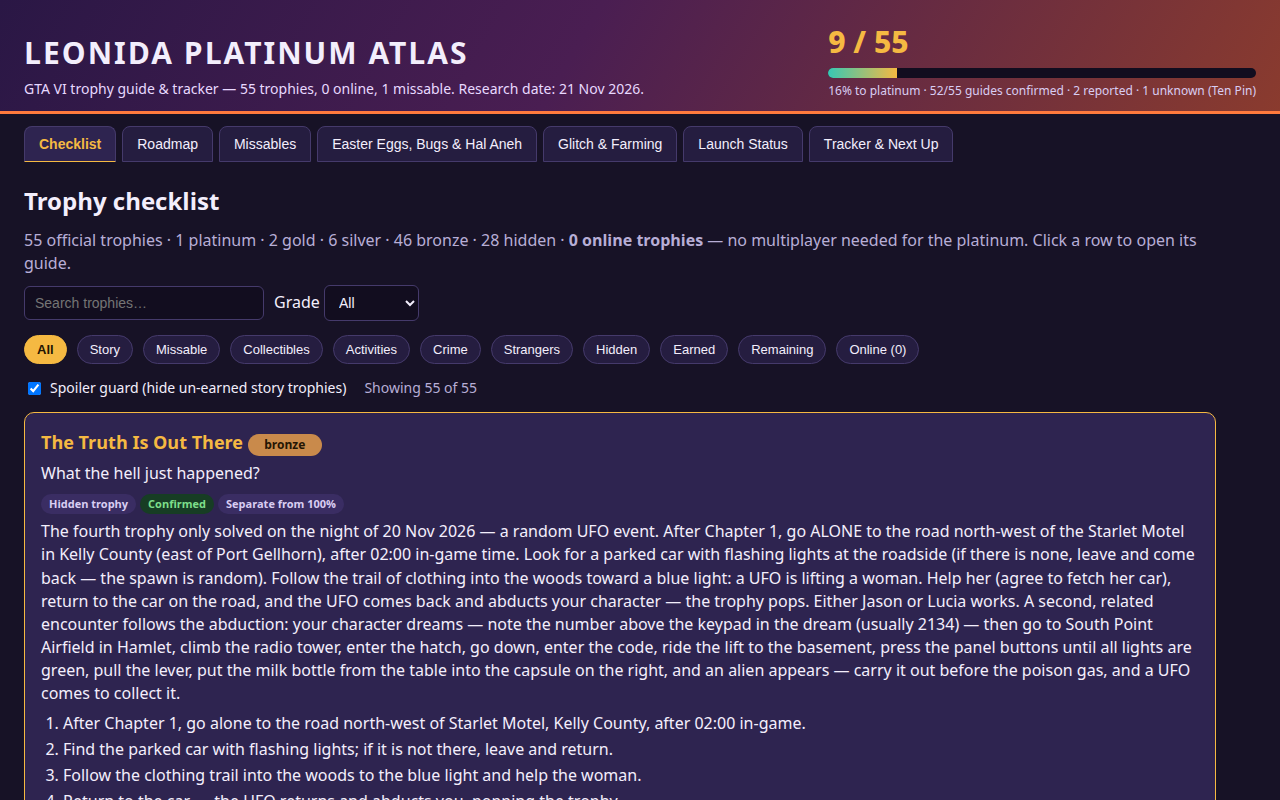 LEONIDA PLATINUM ATLAS
GTA VI trophy guide & tracker — 55 trophies, 0 online, 1 missable. Research date: 21 Nov 2026.
9 / 55
16% to platinum · 52/55 guides confirmed · 2 reported · 1 unknown (Ten Pin)
Checklist
Roadmap
Missables
Easter Eggs, Bugs & Hal Aneh
Glitch & Farming
Launch Status
Tracker & Next Up
Trophy checklist
55 official trophies · 1 platinum · 2 gold · 6 silver · 46 bronze · 28 hidden · 0 online trophies — no multiplayer needed for the platinum. Click a row to open its
guide.
Search trophies…
Grade
All
All
Story
Missable
Collectibles
Activities
Crime
Strangers
Hidden
Earned
Remaining
Online (0)
Spoiler guard (hide un-earned story trophies)
Showing 55 of 55
The Truth Is Out There bronze
What the hell just happened?
Hidden trophy
Confirmed
Separate from 100%
The fourth trophy only solved on the night of 20 Nov 2026 — a random UFO event. After Chapter 1, go ALONE to the road north-west of the Starlet Motel
in Kelly County (east of Port Gellhorn), after 02:00 in-game time. Look for a parked car with flashing lights at the roadside (if there is none, leave and come
back — the spawn is random). Follow the trail of clothing into the woods toward a blue light: a UFO is lifting a woman. Help her (agree to fetch her car),
return to the car on the road, and the UFO comes back and abducts your character — the trophy pops. Either Jason or Lucia works. A second, related
encounter follows the abduction: your character dreams — note the number above the keypad in the dream (usually 2134) — then go to South Point
Airfield in Hamlet, climb the radio tower, enter the hatch, go down, enter the code, ride the lift to the basement, press the panel buttons until all lights are
green, pull the lever, put the milk bottle from the table into the capsule on the right, and an alien appears — carry it out before the poison gas, and a UFO
comes to collect it.
1. After Chapter 1, go alone to the road north-west of Starlet Motel, Kelly County, after 02:00 in-game.
2. Find the parked car with flashing lights; if it is not there, leave and return.
3. Follow the clothing trail into the woods to the blue light and help the woman.
4. Return to the car — the UFO returns and abducts you, popping the trophy.